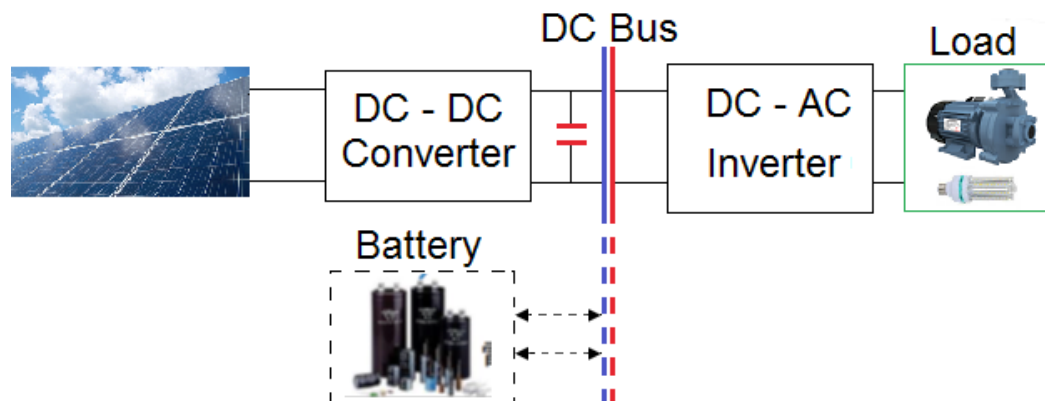 DC Bus
Load
DC - DC
Converter
DC - AC
Inverter
Battery